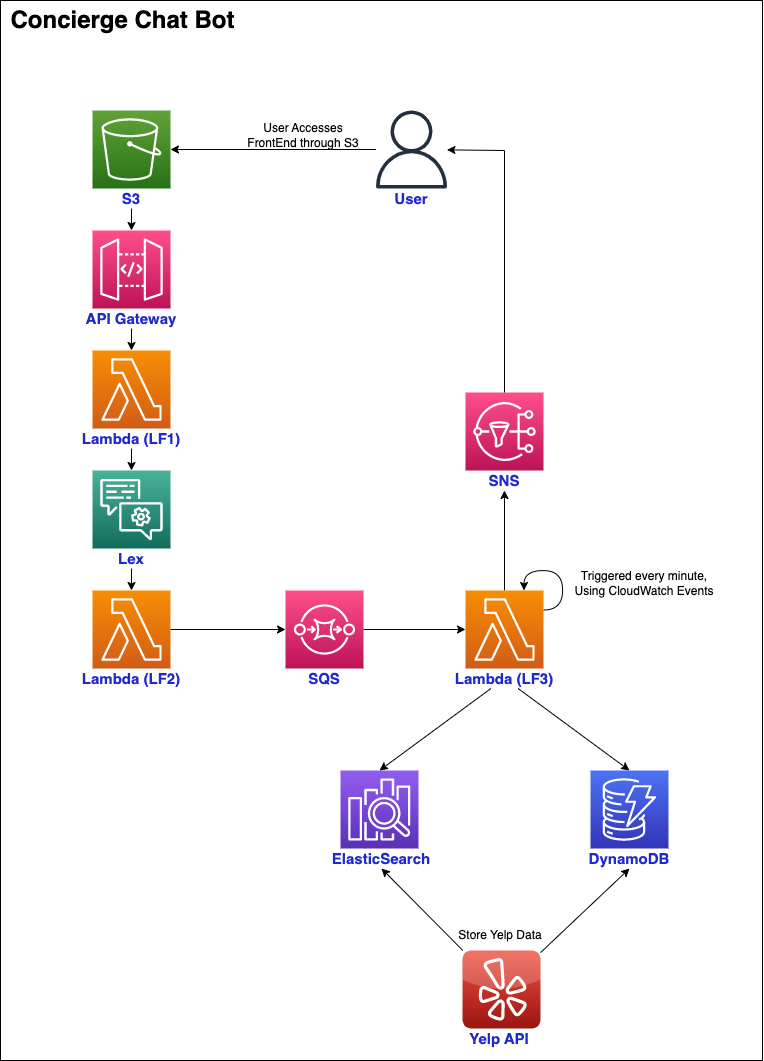 Concierge Chat Bot
User Accesses
FrontEnd through S3
S3
User
</>
API Gateway
Lambda (LF1)
Lex
SNS
Triggered every minute,
Using CloudWatch Events
Lambda (LF2)
SQS
Lambda (LF3)
ElasticSearch
DynamoDB
Store Yelp Data
Yelp API